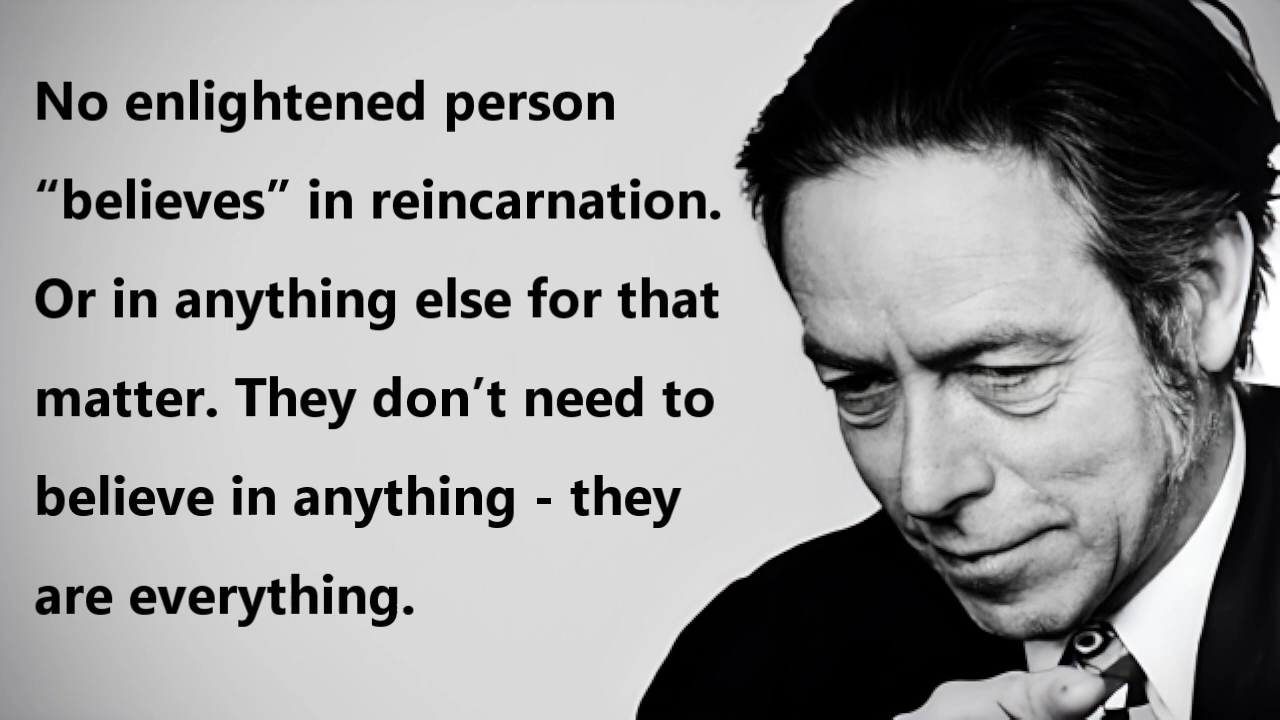 No enlightened person
“believes” in reincarnation.
Or in anything else for that
matter. They don’t need to
believe in anything - they
are everything.